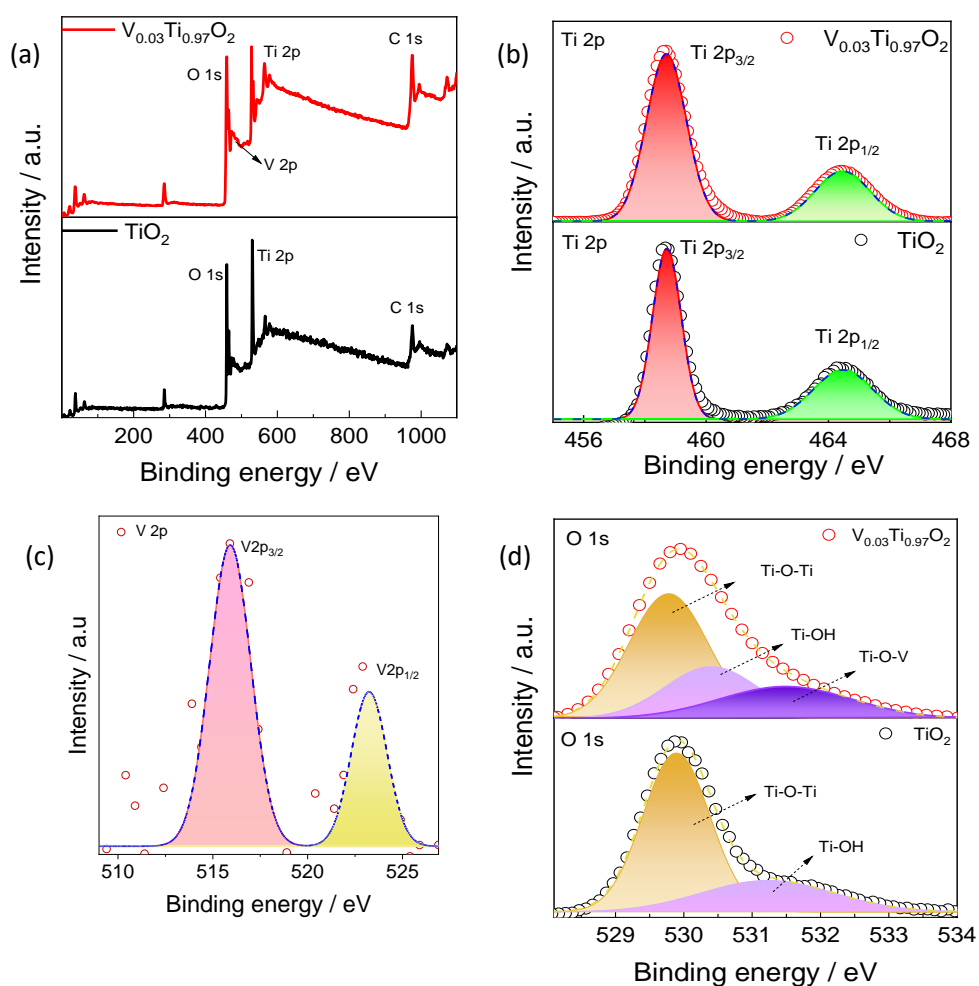 (a)
V₀.₀₃Ti₀.₉₇O₂
O 1s
Ti 2p
C 1s
V 2p
TiO₂
O 1s
Ti 2p
C 1s
Intensity / a.u.
200 400 600 800 1000
Binding energy / eV
(b)
Ti 2p
Ti 2p₃/₂
V₀.₀₃Ti₀.₉₇O₂
Ti 2p₁/₂
Ti 2p
Ti 2p₃/₂
TiO₂
Ti 2p₁/₂
Intensity / a.u.
456 460 464 468
Binding energy / eV
(c)
V 2p
V2p₃/₂
V2p₁/₂
Intensity / a.u
510 515 520 525
Binding energy / eV
(d)
O 1s
V₀.₀₃Ti₀.₉₇O₂
Ti-O-Ti
Ti-OH
Ti-O-V
O 1s
TiO₂
Ti-O-Ti
Ti-OH
Intensity / a.u.
529 530 531 532 533 534
Binding energy / eV